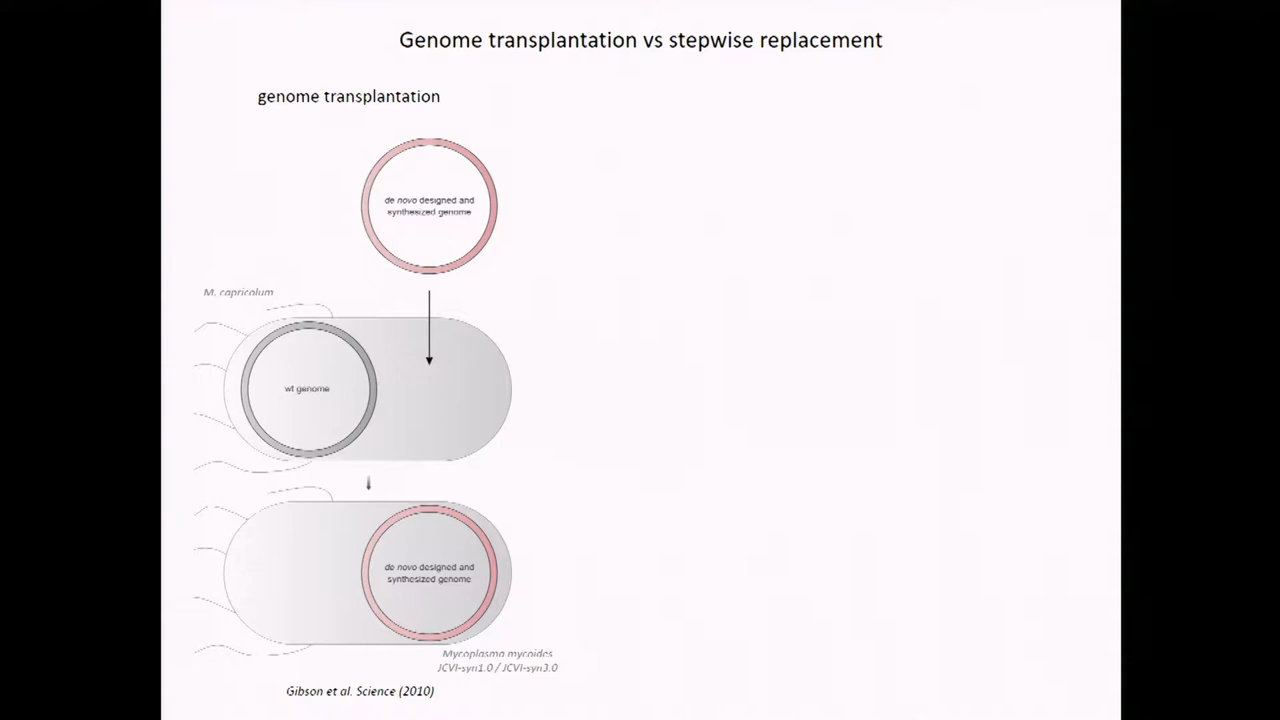 Genome transplantation vs stepwise replacement
genome transplantation
de novo designed and
synthesized genome
M. capricolum
wt genome
de novo designed and
synthesized genome
Mycoplasma mycoides
JCVI-syn1.0 / JCVI-syn3.0
Gibson et al. Science (2010)